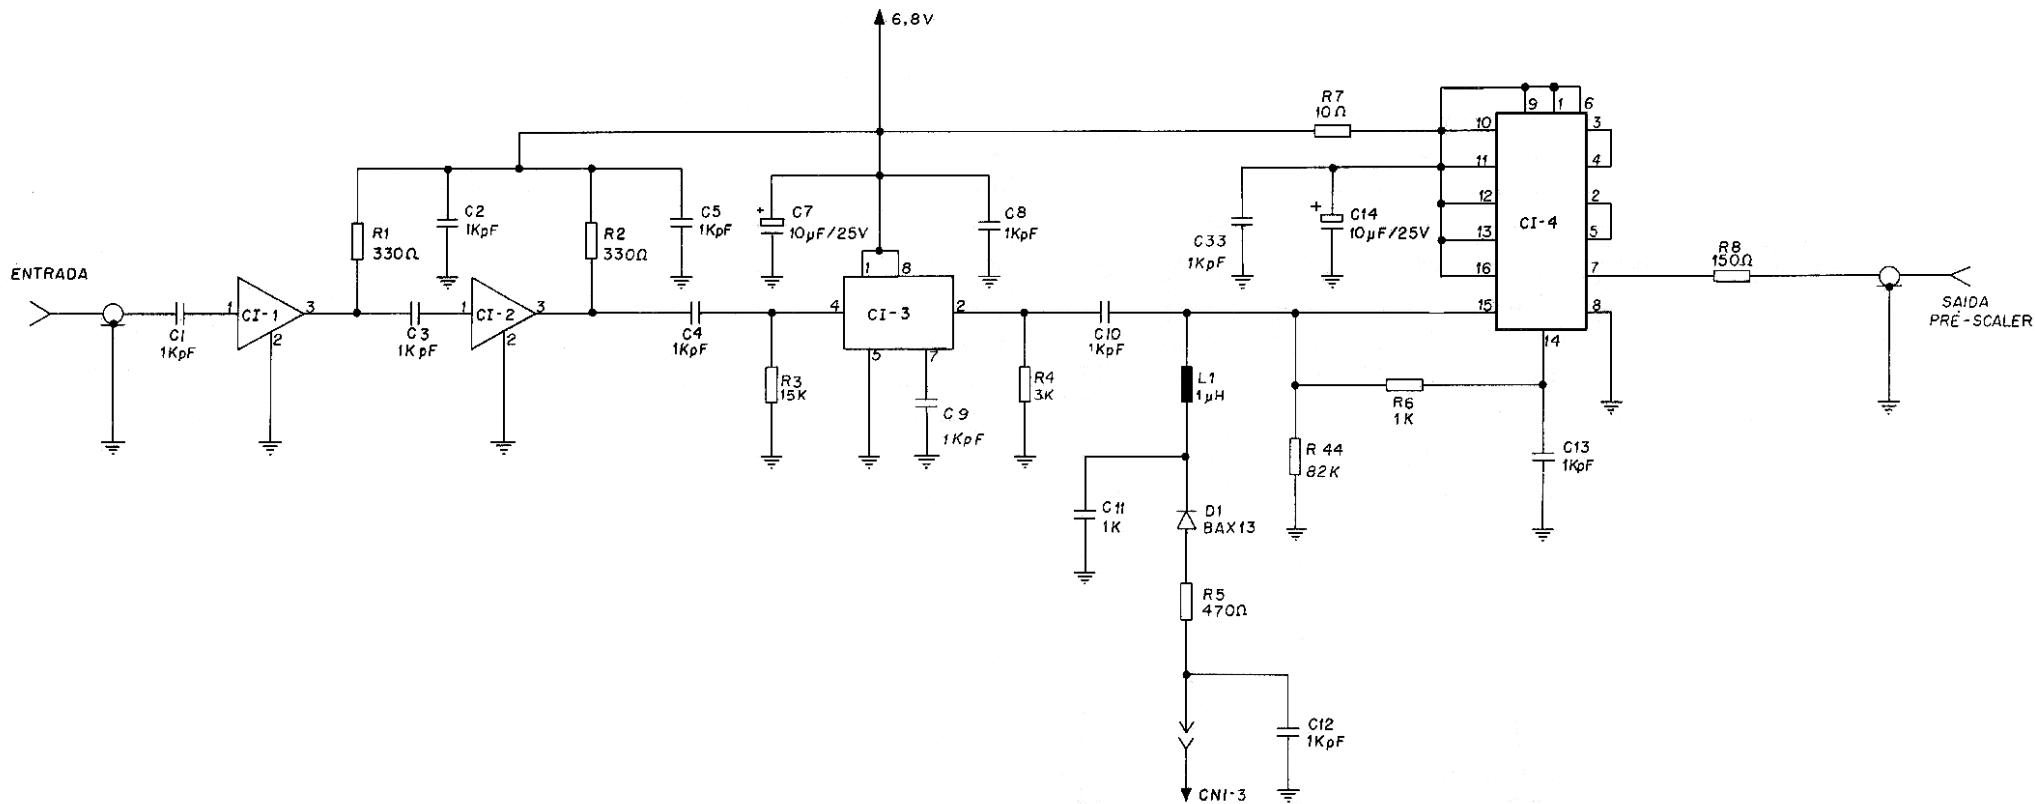 6,8V
R7
10Ω
9
1
6
10
3
11
4
12
2
13
5
16
7
15
8
14
CI-4
C2
1KpF
C5
1KpF
C7
+
10µF/25V
C8
1KpF
C33
1KpF
+
C14
10µF/25V
R1
330Ω
R2
330Ω
R8
150Ω
ENTRADA
C1
1KpF
1
CI-1
3
2
C3
1KpF
1
CI-2
3
2
C4
1KpF
1
8
4
CI-3
2
5
7
C10
1KpF
SAIDA
PRÉ-SCALER
R3
15K
C9
1KpF
R4
3K
L1
1µH
R6
1K
R44
82K
C13
1KpF
C11
1K
D1
BAX13
R5
470Ω
C12
1KpF
CN1-3